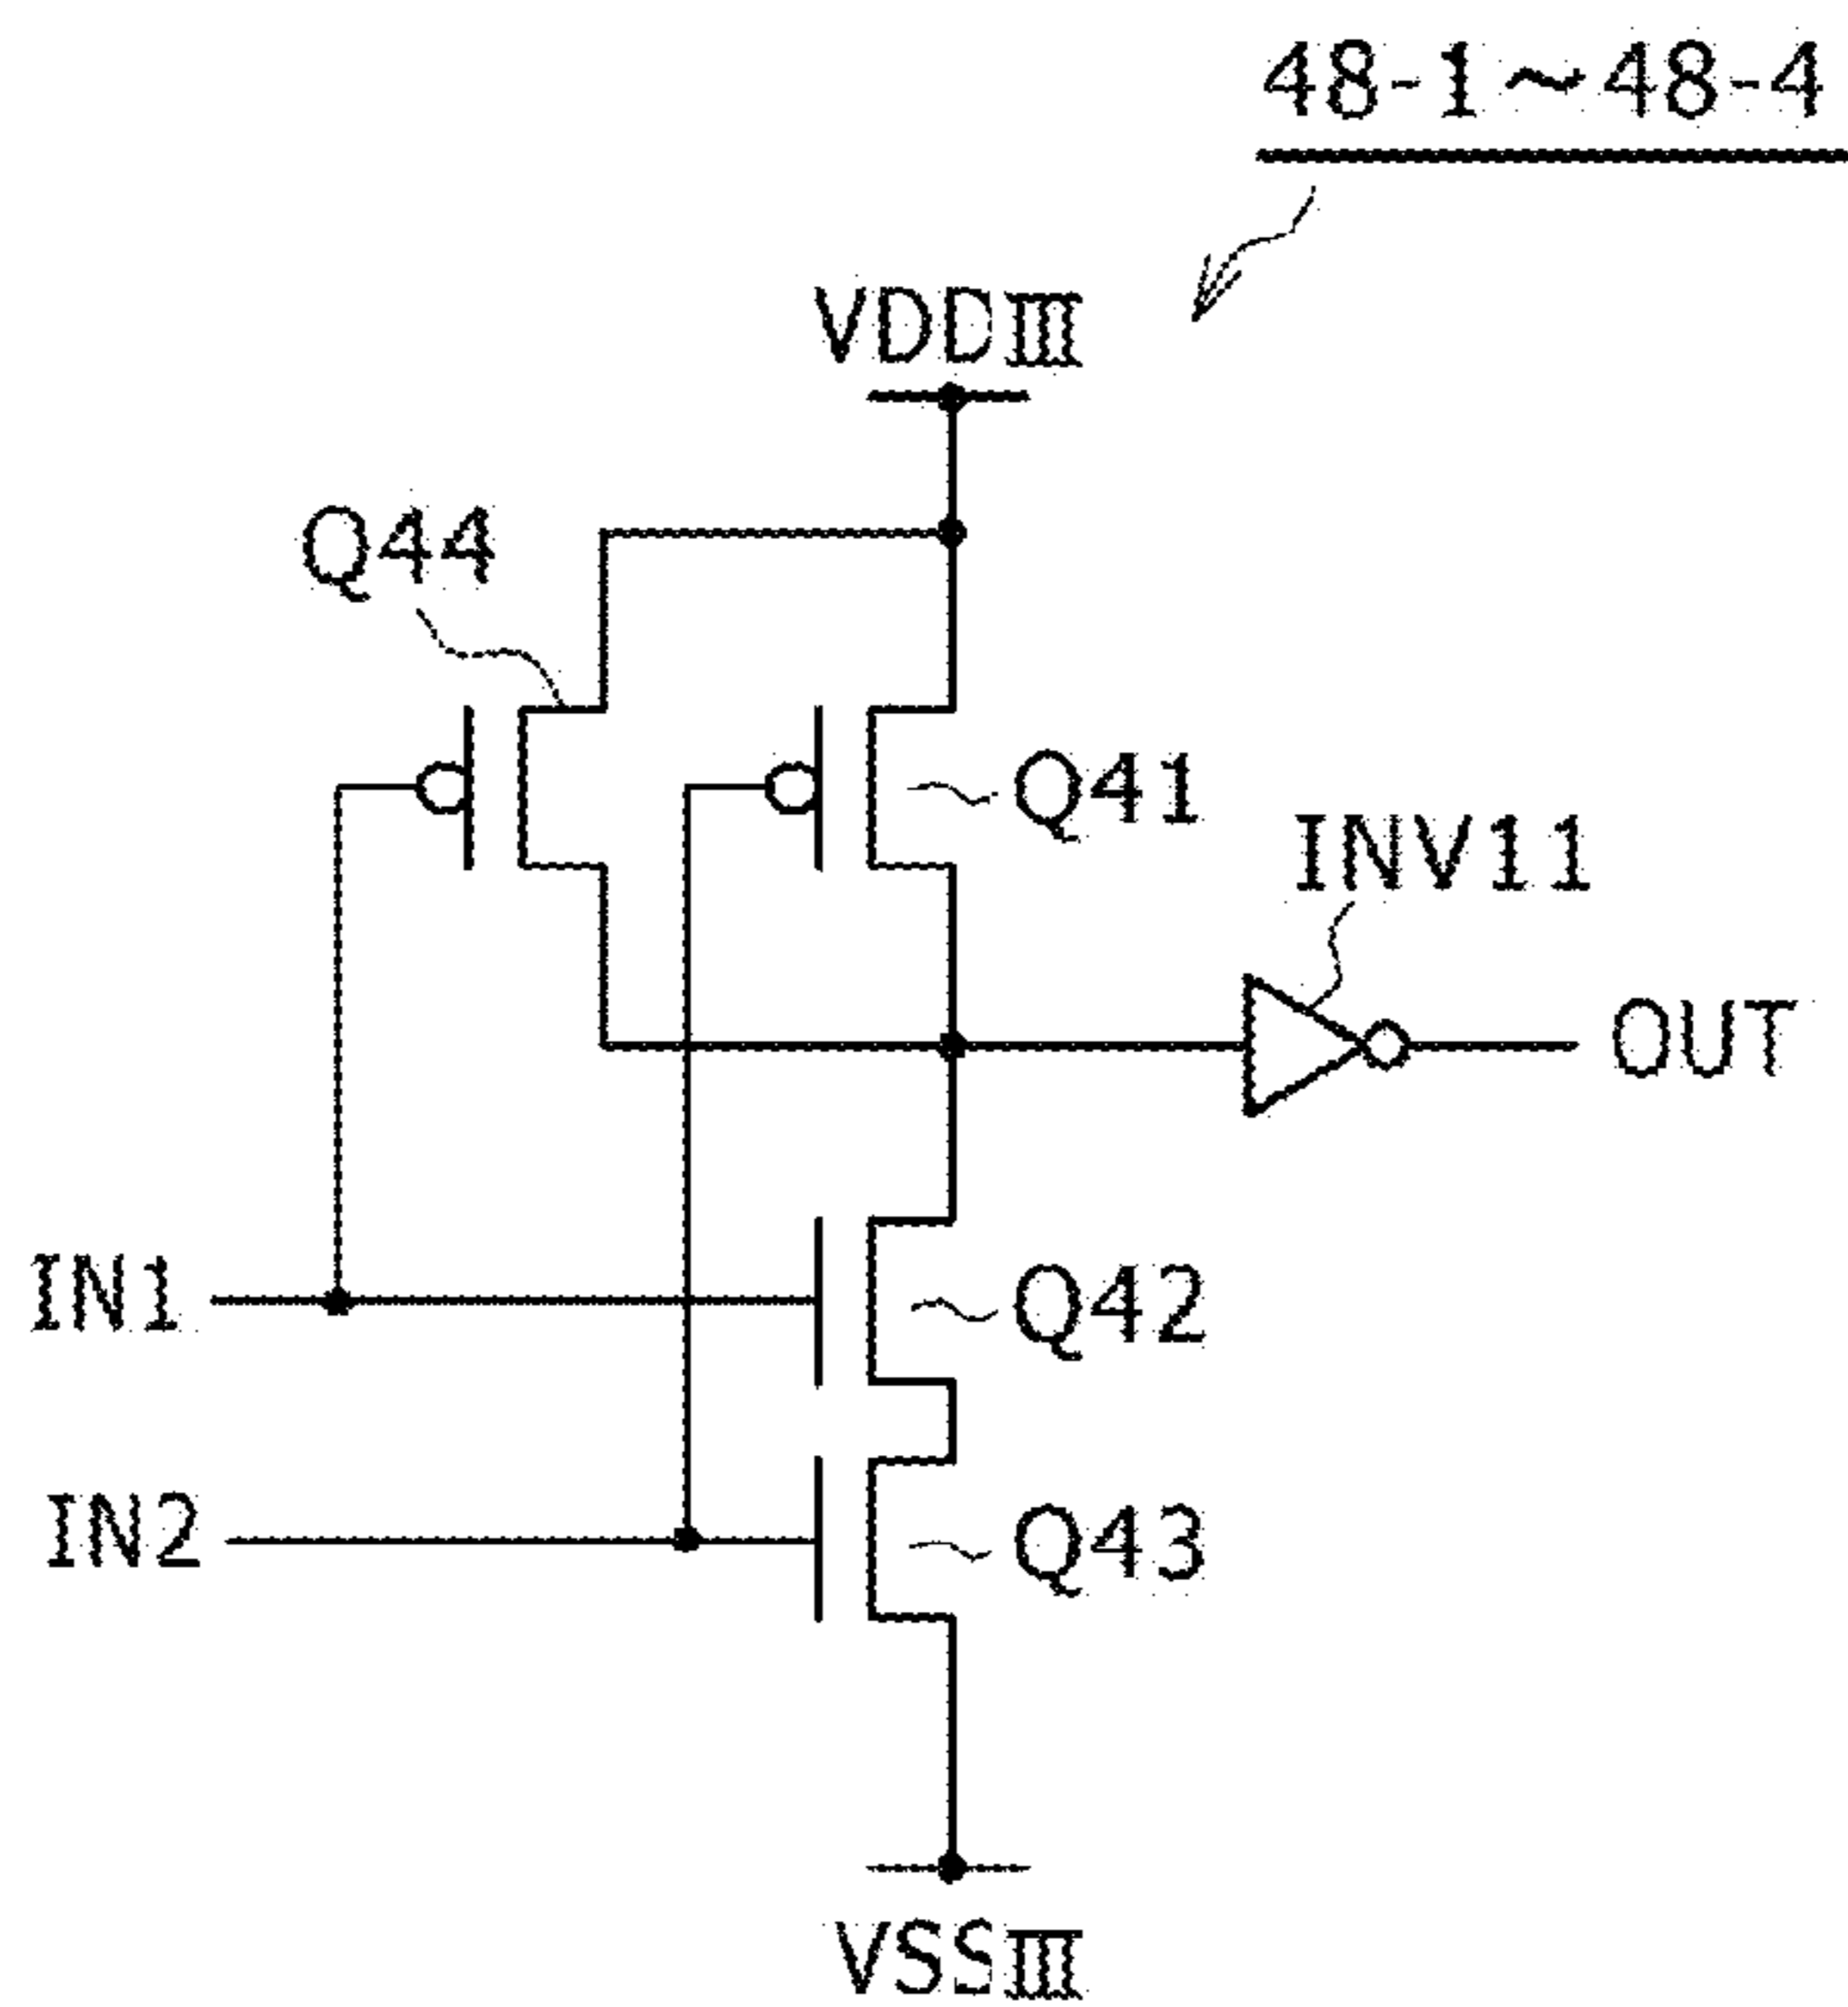 48-1～48-4
VDDⅢ
Q44
Q41
INV11
OUT
IN1
Q42
IN2
Q43
VSSⅢ